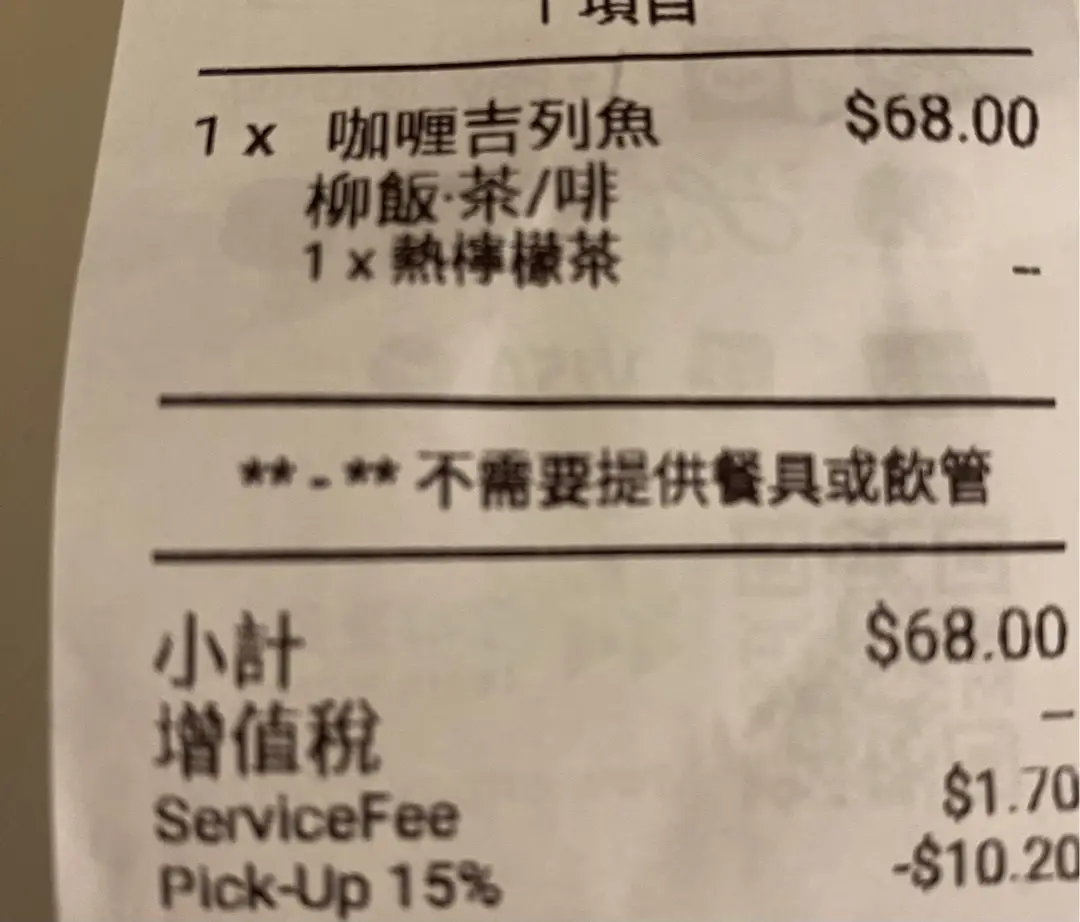 項目
1 x 咖喱吉列魚 $68.00
柳飯·茶/啡
1 x 熱檸檬茶 –
** - ** 不需要提供餐具或飲管
小計 $68.00
增值稅 –
ServiceFee $1.70
Pick-Up 15% -$10.20